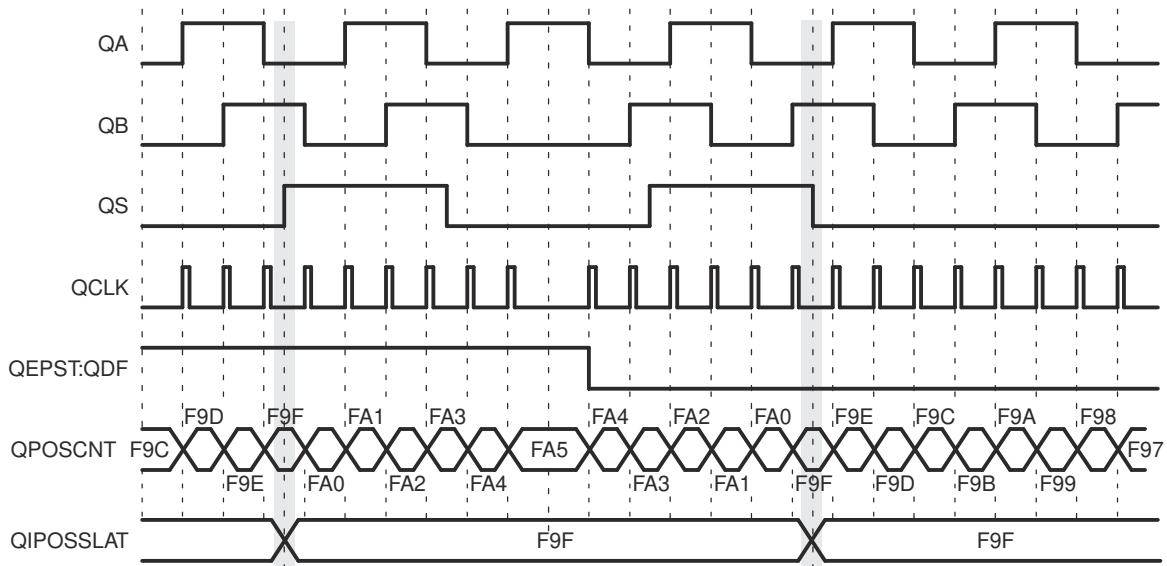 QA
QB
QS
QCLK
QEPST:QDF
F9D F9F FA1 FA3 FA4 FA2 FA0 F9E F9C F9A F98
QPOSCNT F9C FA5 F97
F9E FA0 FA2 FA4 FA3 FA1 F9F F9D F9B F99
QIPOSSLAT F9F F9F